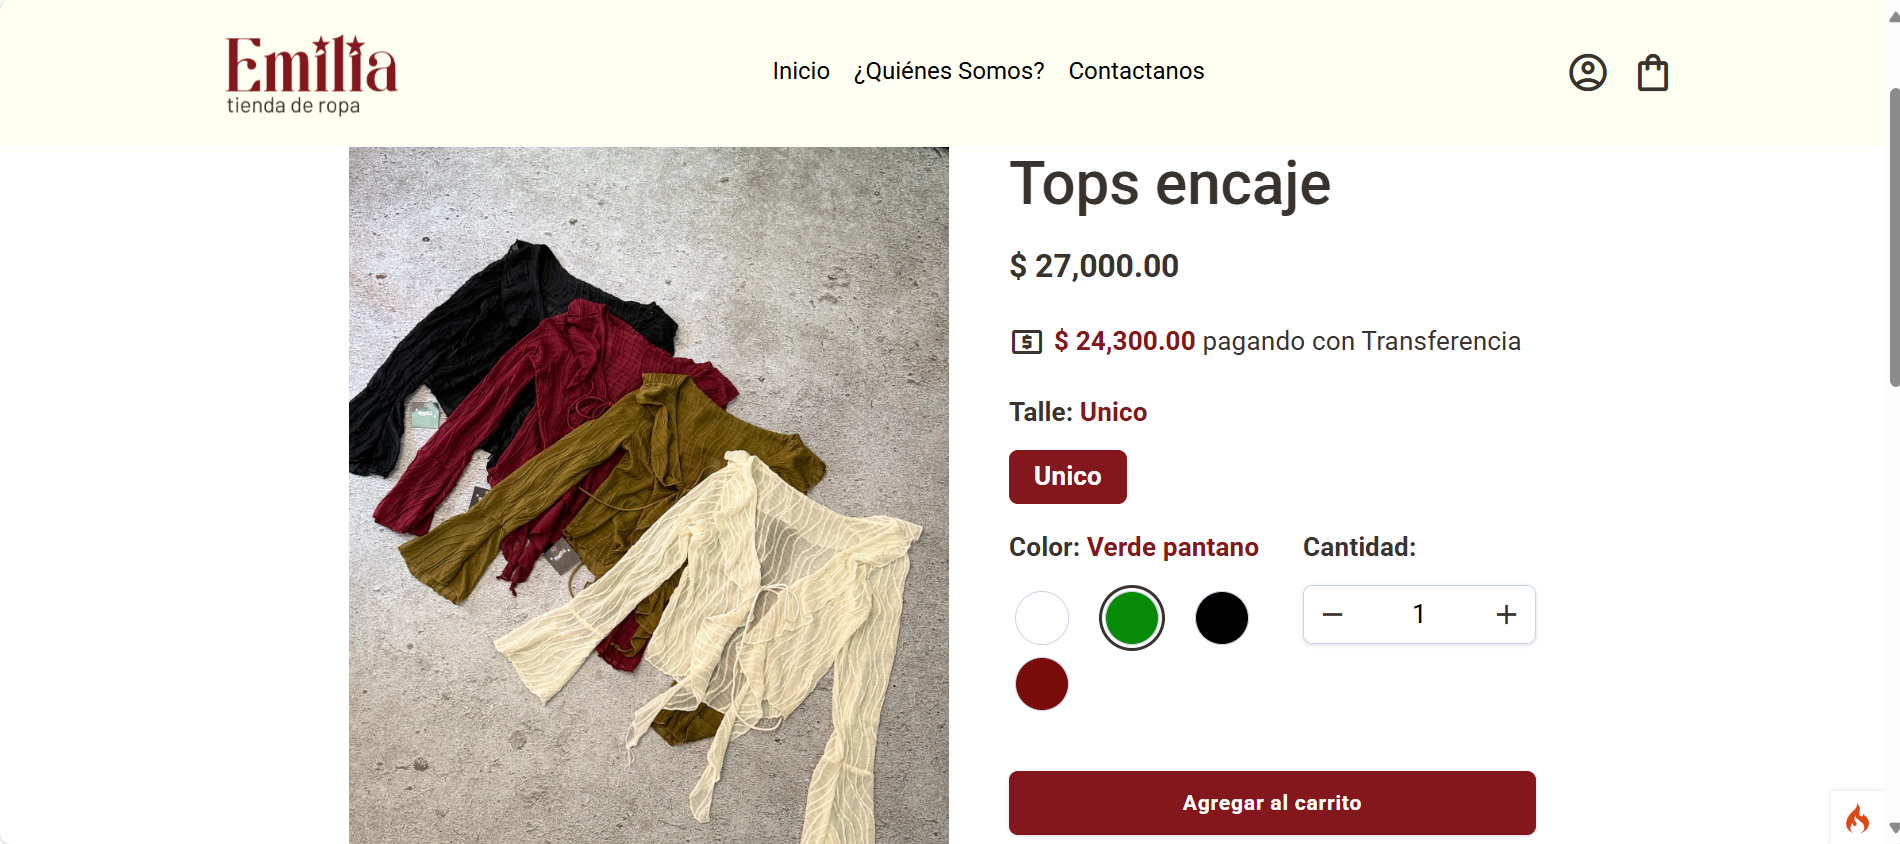 Emilia
tienda de ropa
Inicio ¿Quiénes Somos? Contactanos
Tops encaje
$ 27,000.00
$ 24,300.00 pagando con Transferencia
Talle: Unico
Unico
Color: Verde pantano
Cantidad:
1
Agregar al carrito